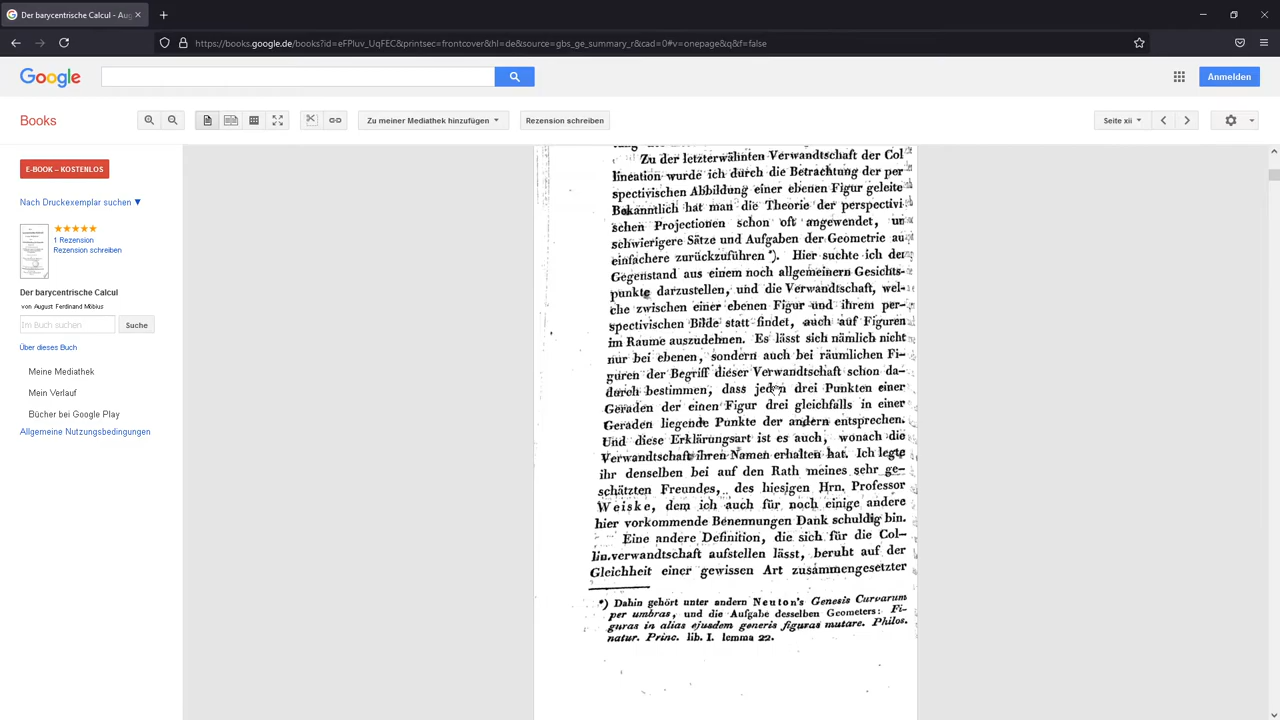 Der barycentrische Calcul - Aug
https://books.google.de/books?id=eFPluv_UqFEC&printsec=frontcover&hl=de&source=gbs_ge_summary_r&cad=0#v=onepage&q&f=false
Google
Anmelden
Books
Zu meiner Mediathek hinzufügen
Rezension schreiben
Seite xii
E-BOOK – KOSTENLOS
Nach Druckexemplar suchen
1 Rezension
Rezension schreiben
Der barycentrische Calcul
von August Ferdinand Möbius
Im Buch suchen
Suche
Über dieses Buch
Meine Mediathek
Mein Verlauf
Bücher bei Google Play
Allgemeine Nutzungsbedingungen
Zu der letzterwähnten Verwandtschaft der Col
lination wurde ich durch die Betrachtung der per
spectivischen Abbildung einer ebenen Figur geleite
Bekanntlich hat man die Theorie der perspectivi
schen Projectionen schon oft angewendet, ur
schwierigere Sätze und Aufgaben der Geometrie au
einfachere zurückzuführen *). Hier suchte ich der
Gegenstand aus einem noch allgemeinern Gesichts-
punkte darzustellen, und die Verwandtschaft, wel-
che zwischen einer ebenen Figur und ihrem per-
spectivischen Bilde statt findet, auch auf Figuren
im Raume auszudehnen. Es lässt sich nämlich nicht
nur bei ebenen, sondern auch bei räumlichen Fi-
guren der Begriff dieser Verwandtschaft schon da-
durch bestimmen, dass jeden drei Punkten einer
Geraden der einen Figur drei gleichfalls in einer
Geraden liegende Punkte der andern entsprechen.
Und diese Erklärungsart ist es auch, wonach die
Verwandtschaft ihren Namen erhalten hat. Ich legte
ihr denselben bei auf den Rath meines sehr ge-
schätzten Freundes, des hiesigen Hrn. Professor
Weiske, dem ich auch für noch einige andere
hier vorkommende Benennungen Dank schuldig bin.
Eine andere Definition, die sich für die Col-
lin.verwandtschaft aufstellen lässt, beruht auf der
Gleichheit einer gewissen Art zusammengesetzter
*) Dahin gehört unter andern Neuton's Genesis Curvarum
per umbras, und die Aufgabe desselben Geometers: Fi-
guras in alias ejusdem generis figuras mutare. Philos.
natur. Princ. lib. I. lemma 22.